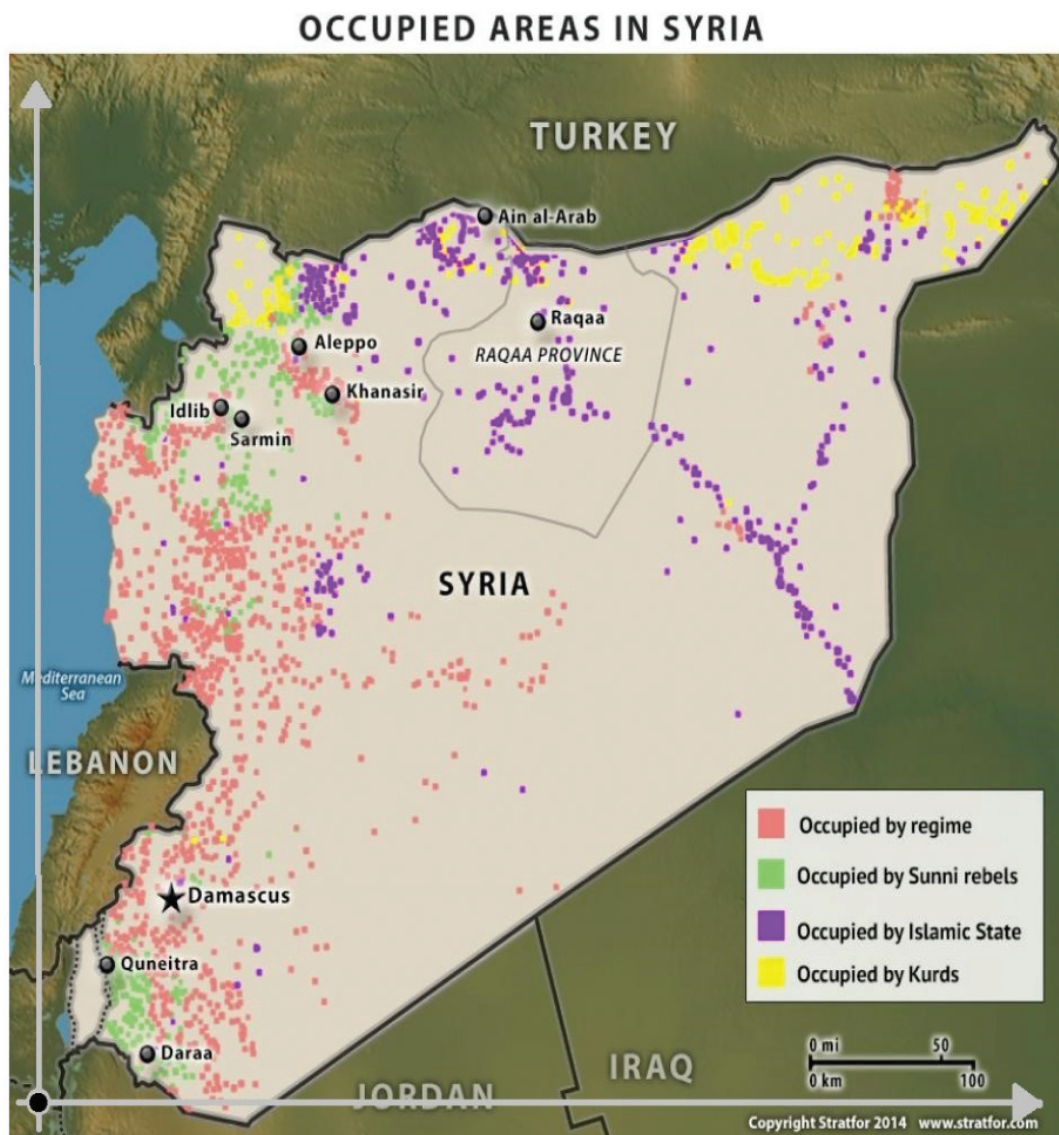 OCCUPIED AREAS IN SYRIA
TURKEY
Ain al-Arab
Raqaa
RAQAA PROVINCE
Aleppo
Khanasir
Idlib
Sarmin
SYRIA
Mediterranean
Sea
LEBANON
Damascus
Quneitra
Daraa
JORDAN
IRAQ
Occupied by regime
Occupied by Sunni rebels
Occupied by Islamic State
Occupied by Kurds
0 mi 50
0 km 100
Copyright Stratfor 2014 www.stratfor.com